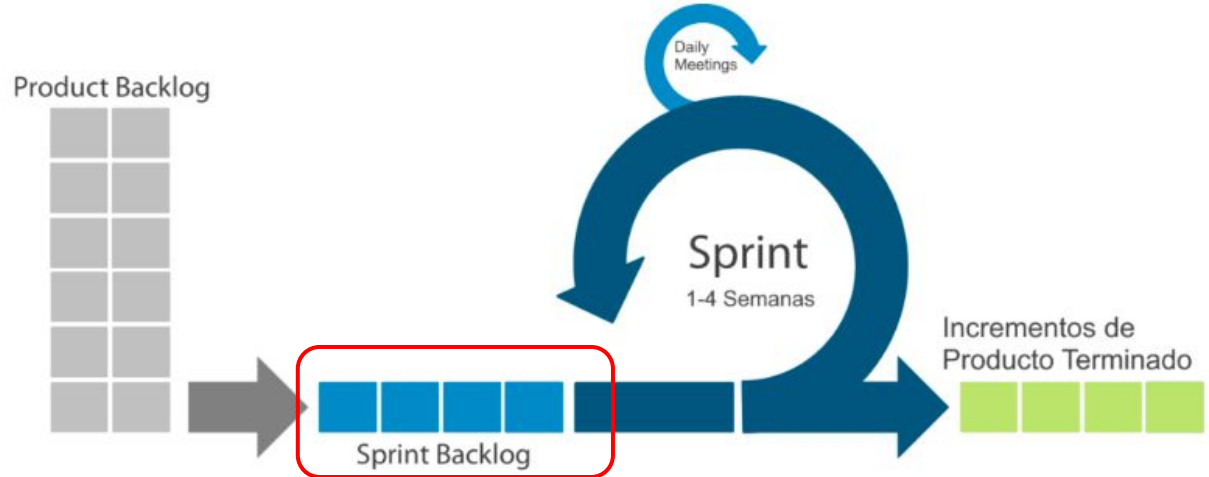 Daily
Meetings
Product Backlog
Sprint
1-4 Semanas
Incrementos de
Producto Terminado
Sprint Backlog